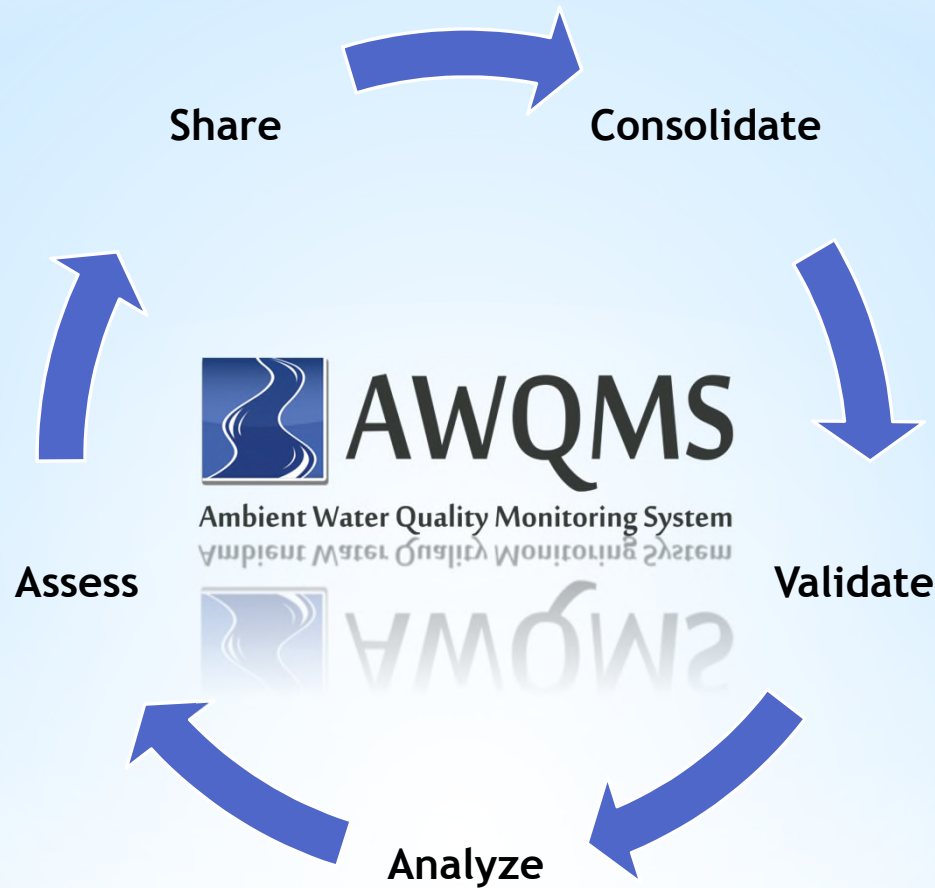 Share
Consolidate
AWQMS
Ambient Water Quality Monitoring System
Assess
Validate
Analyze